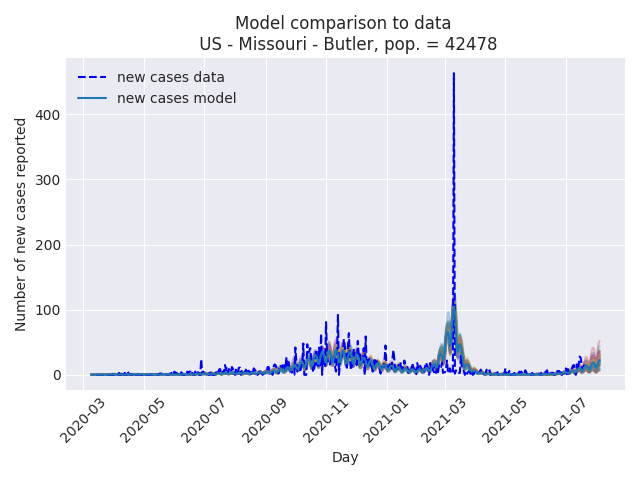 Model comparison to data
US - Missouri - Butler, pop. = 42478
new cases data
new cases model
Number of new cases reported
400
300
200
100
0
2020-03
2020-05
2020-07
2020-09
2020-11
2021-01
2021-03
2021-05
2021-07
Day